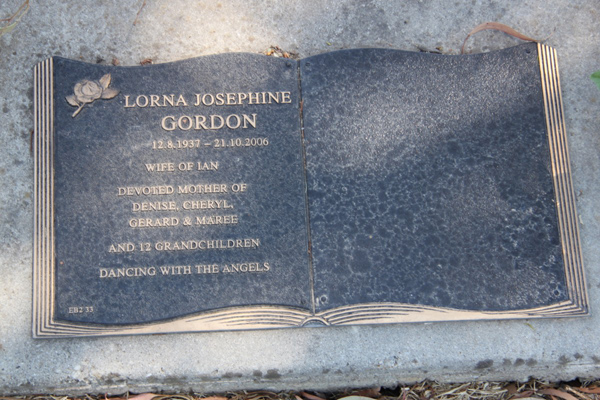 LORNA JOSEPHINE
GORDON
12.8.1937 – 21.10.2006
WIFE OF IAN
DEVOTED MOTHER OF
DENISE, CHERYL,
GERARD & MAREE
AND 12 GRANDCHILDREN
DANCING WITH THE ANGELS
EB2 33